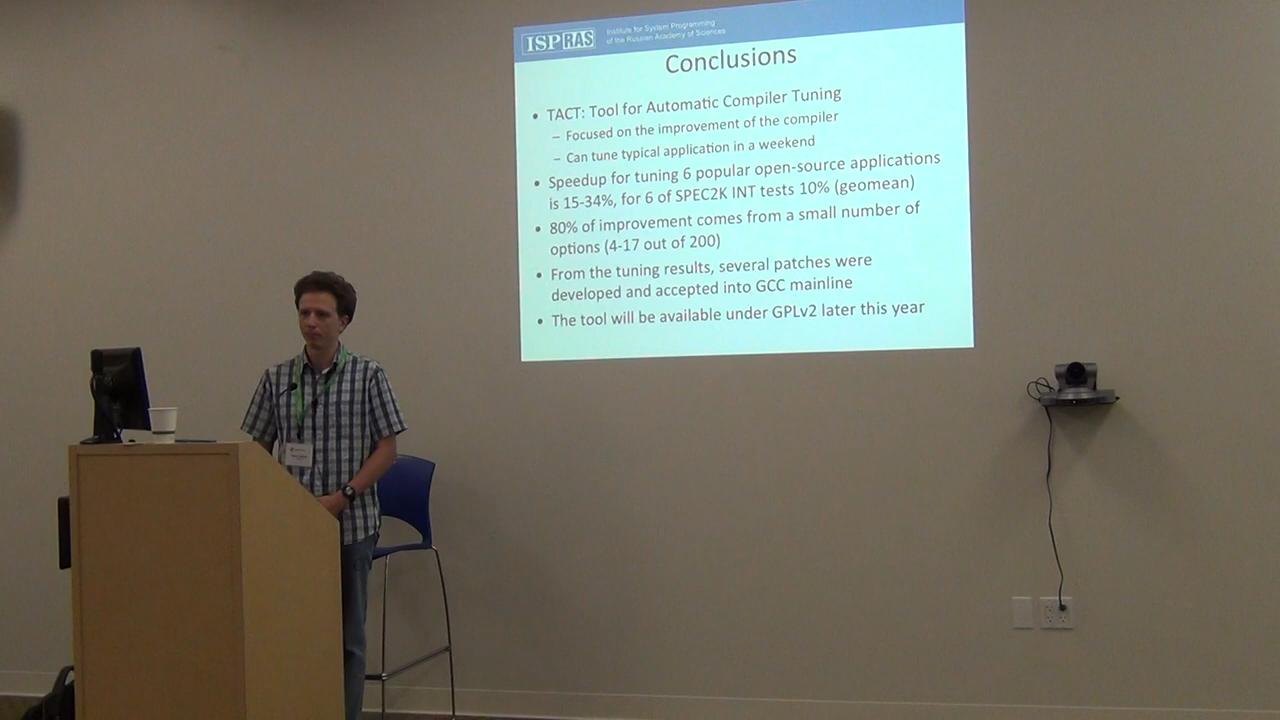 ISPRAS
Institute for System Programming
of the Russian Academy of Sciences
Conclusions
• TACT: Tool for Automatic Compiler Tuning
– Focused on the improvement of the compiler
– Can tune typical application in a weekend
• Speedup for tuning 6 popular open-source applications
is 15-34%, for 6 of SPEC2K INT tests 10% (geomean)
• 80% of improvement comes from a small number of
options (4-17 out of 200)
• From the tuning results, several patches were
developed and accepted into GCC mainline
• The tool will be available under GPLv2 later this year